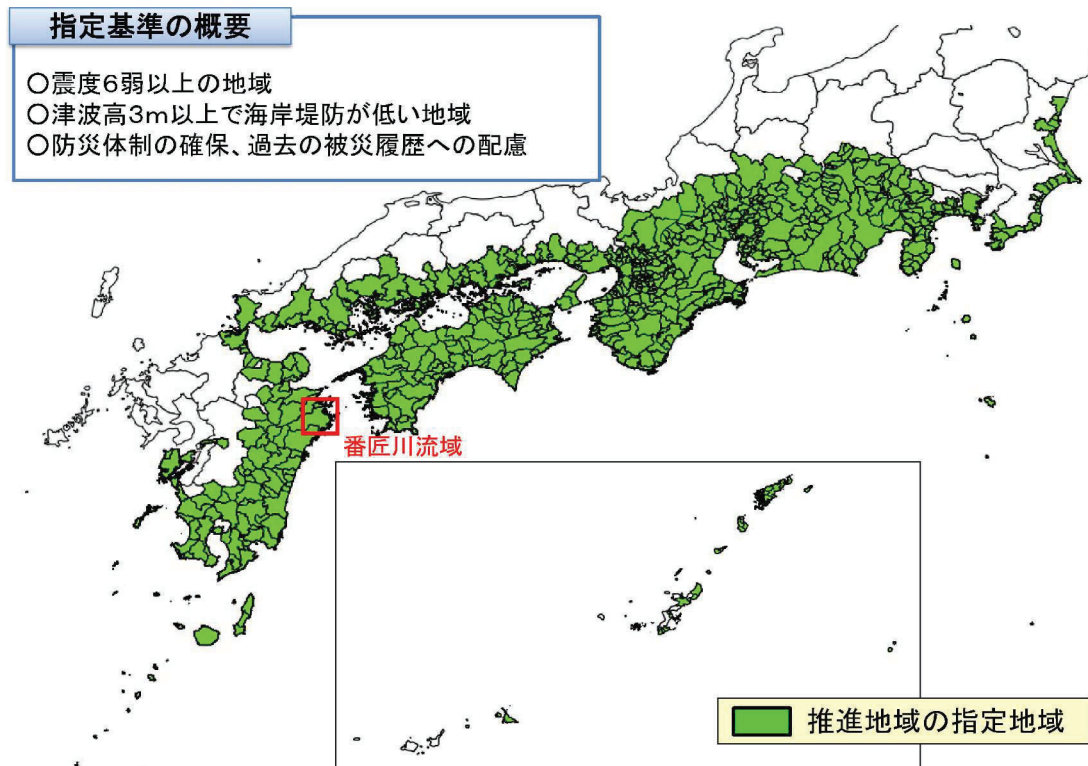 指定基準の概要
○震度6弱以上の地域
○津波高3m以上で海岸堤防が低い地域
○防災体制の確保、過去の被災履歴への配慮
番匠川流域
推進地域の指定地域